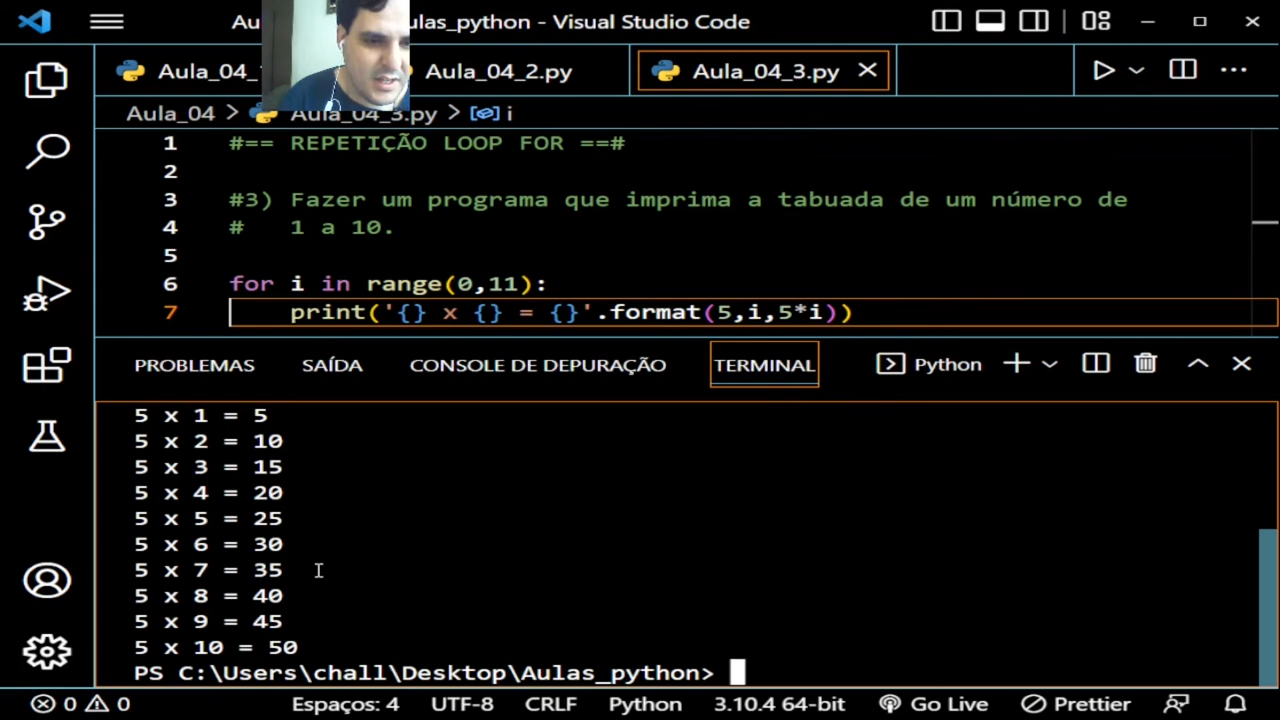 Au Aulas_python - Visual Studio Code
Aula_04_ Aula_04_2.py Aula_04_3.py
Aula_04 > Aula_04_3.py > i
1 #== REPETIÇÃO LOOP FOR ==#
2
3 #3) Fazer um programa que imprima a tabuada de um número de
4 # 1 a 10.
5
6 for i in range(0,11):
7 print('{} x {} = {}'.format(5,i,5*i))
PROBLEMAS SAÍDA CONSOLE DE DEPURAÇÃO TERMINAL Python
5 x 1 = 5
5 x 2 = 10
5 x 3 = 15
5 x 4 = 20
5 x 5 = 25
5 x 6 = 30
5 x 7 = 35
5 x 8 = 40
5 x 9 = 45
5 x 10 = 50
PS C:\Users\chall\Desktop\Aulas_python>
0 0 Espaços: 4 UTF-8 CRLF Python 3.10.4 64-bit Go Live Prettier